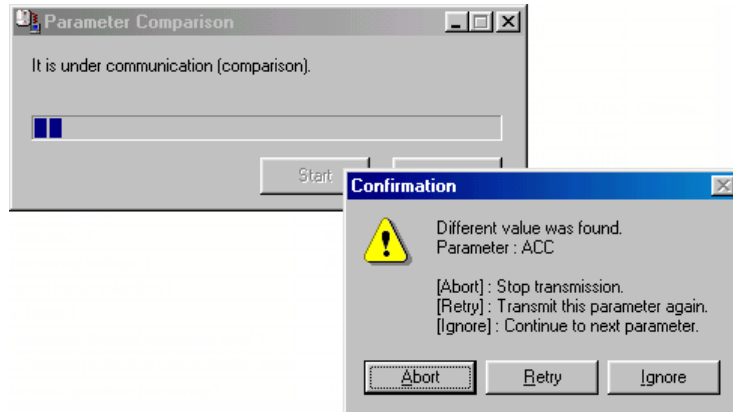 Parameter Comparison
It is under communication (comparison).
Start
Confirmation
Different value was found.
Parameter : ACC
[Abort] : Stop transmission.
[Retry] : Transmit this parameter again.
[Ignore] : Continue to next parameter.
Abort
Retry
Ignore